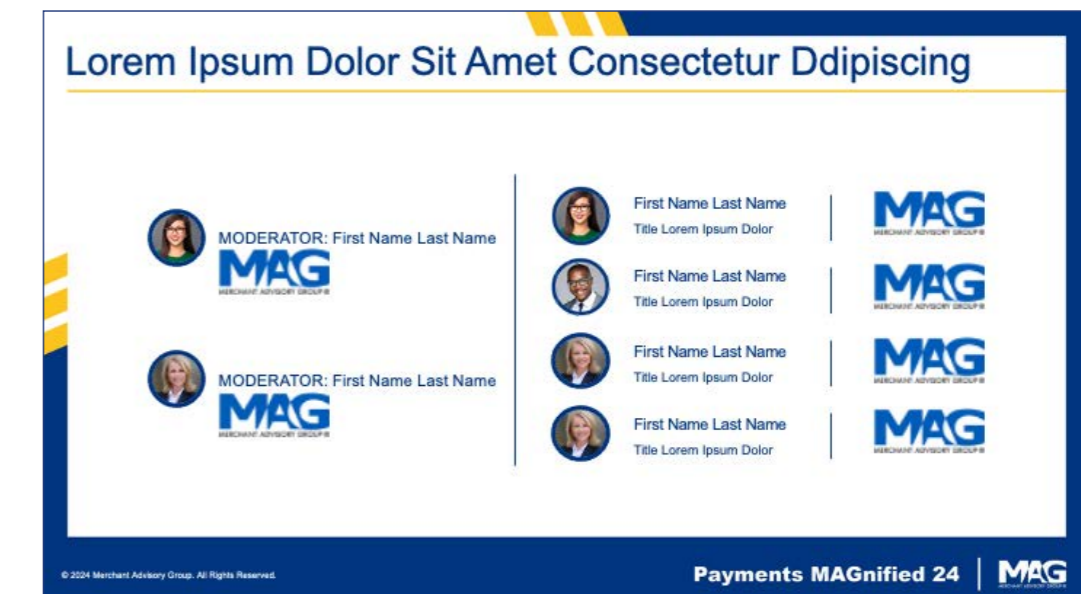 Lorem Ipsum Dolor Sit Amet Consectetur Ddipiscing
MODERATOR: First Name Last Name
MAG
MERCHANT ADVISORY GROUP®
MODERATOR: First Name Last Name
MAG
MERCHANT ADVISORY GROUP®
First Name Last Name
Title Lorem Ipsum Dolor
MAG
MERCHANT ADVISORY GROUP®
First Name Last Name
Title Lorem Ipsum Dolor
MAG
MERCHANT ADVISORY GROUP®
First Name Last Name
Title Lorem Ipsum Dolor
MAG
MERCHANT ADVISORY GROUP®
First Name Last Name
Title Lorem Ipsum Dolor
MAG
MERCHANT ADVISORY GROUP®
© 2024 Merchant Advisory Group. All Rights Reserved.
Payments MAGnified 24
MAG
MERCHANT ADVISORY GROUP®